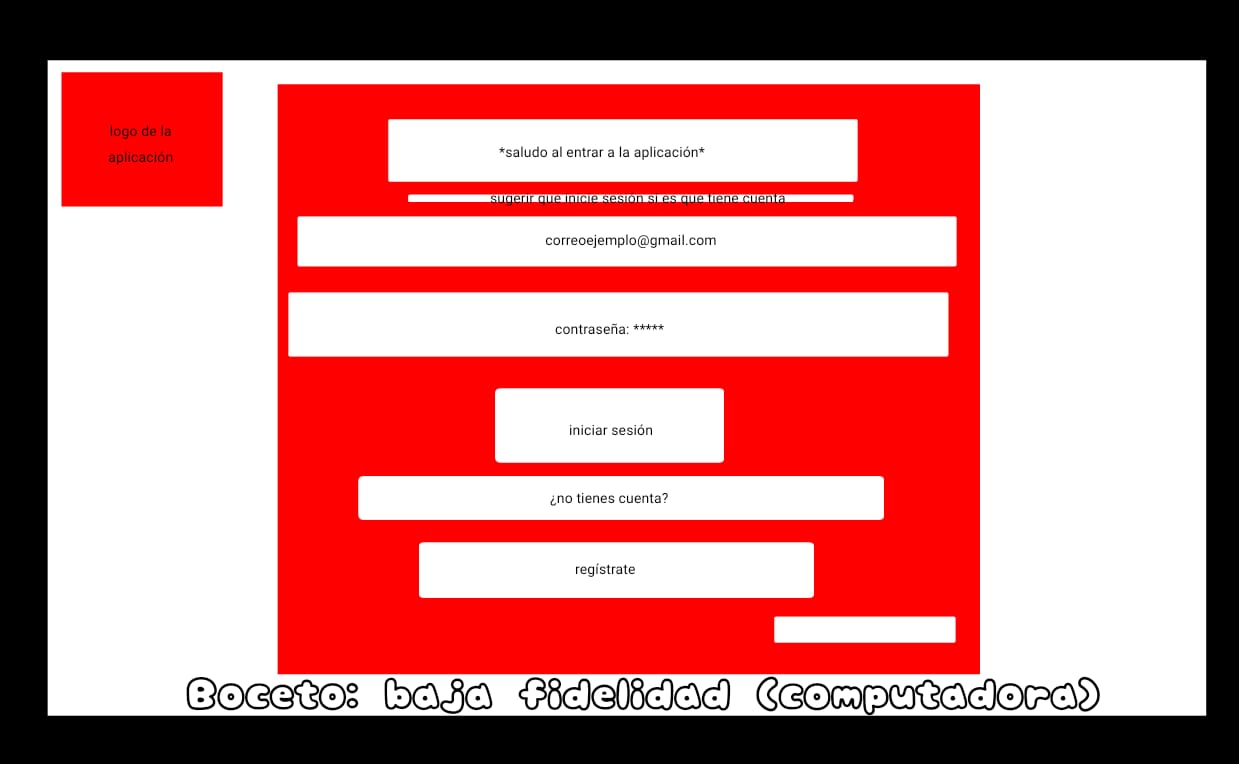 logo de la
aplicación
*saludo al entrar a la aplicación*
sugerir que inicie sesión si es que tiene cuenta
correoejemplo@gmail.com
contraseña: *****
iniciar sesión
¿no tienes cuenta?
regístrate
Boceto: baja fidelidad (computadora)